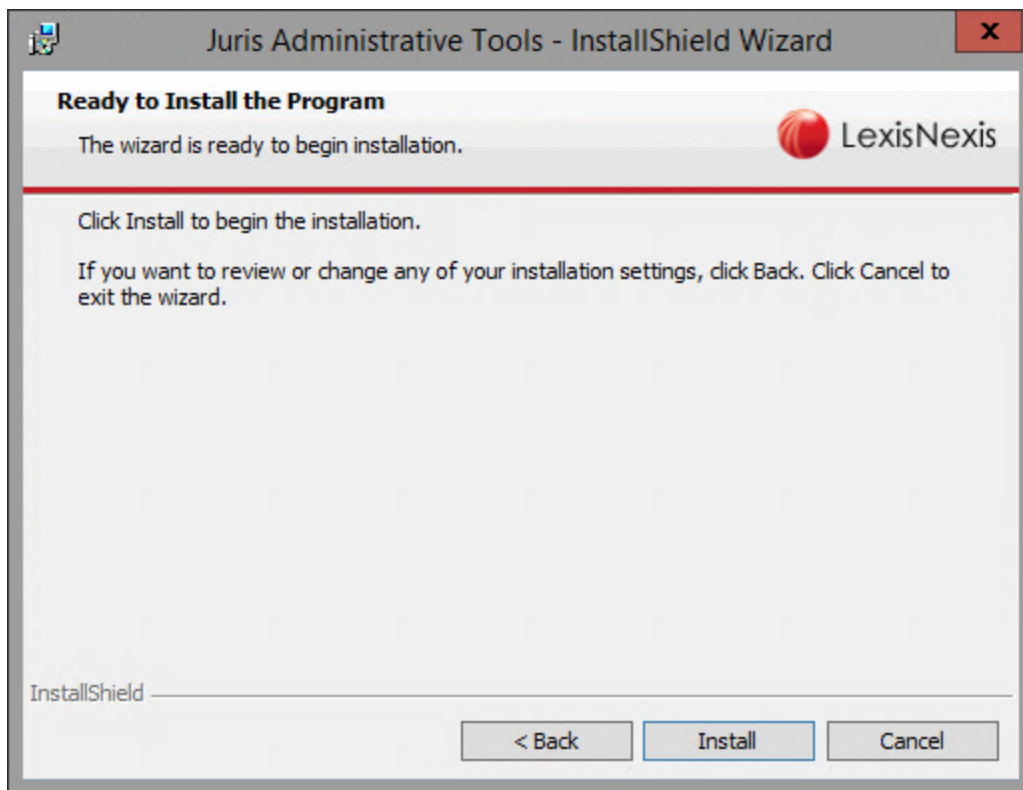 Juris Administrative Tools - InstallShield Wizard
x
Ready to Install the Program
The wizard is ready to begin installation.
LexisNexis
Click Install to begin the installation.
If you want to review or change any of your installation settings, click Back. Click Cancel to
exit the wizard.
InstallShield
< Back
Install
Cancel